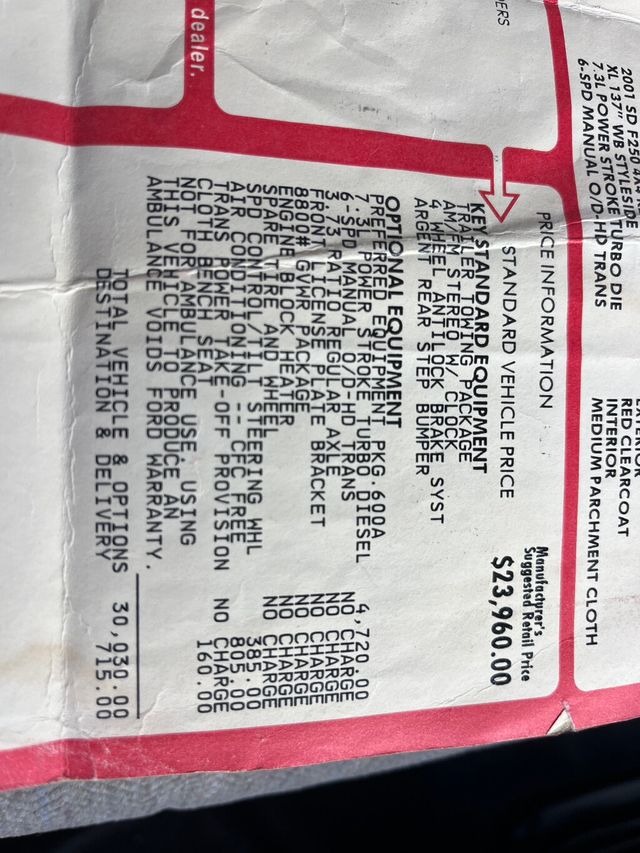 2001 SD F250 4X4
XL 137" WB STYLESIDE
7.3L POWER STROKE TURBO DIE
6-SPD MANUAL O/D-HD TRANS
RED CLEARCOAT
INTERIOR
MEDIUM PARCHMENT CLOTH
dealer.
PRICE INFORMATION
Manufacturer's
Suggested Retail Price
STANDARD VEHICLE PRICE $23,960.00
KEY STANDARD EQUIPMENT
TRAILER TOWING PACKAGE
AM/FM STEREO W/ CLOCK
4 WHEEL ANTILOCK BRAKE SYST
ARGENT REAR STEP BUMPER
OPTIONAL EQUIPMENT
PREFERRED EQUIPMENT PKG.600A
7.3L POWER STROKE TURBO DIESEL 4,720.00
6-SPD MANUAL O/D-HD TRANS NO CHARGE
3.73 RATIO REGULAR AXLE NO CHARGE
FRONT LICENSE PLATE BRACKET NO CHARGE
8800# GVWR PACKAGE NO CHARGE
ENGINE BLOCK HEATER NO CHARGE
SPARE TIRE AND WHEEL NO CHARGE
SPD CONTROL/TILT STEERING WHL 385.00
AIR CONDITIONING -- CFC FREE 805.00
TRANS POWER TAKE-OFF PROVISION NO CHARGE
CLOTH BENCH SEAT 160.00
NOT FOR AMBULANCE USE. USING
THIS VEHICLE TO PRODUCE AN
AMBULANCE VOIDS FORD WARRANTY.
TOTAL VEHICLE & OPTIONS 30,030.00
DESTINATION & DELIVERY 715.00